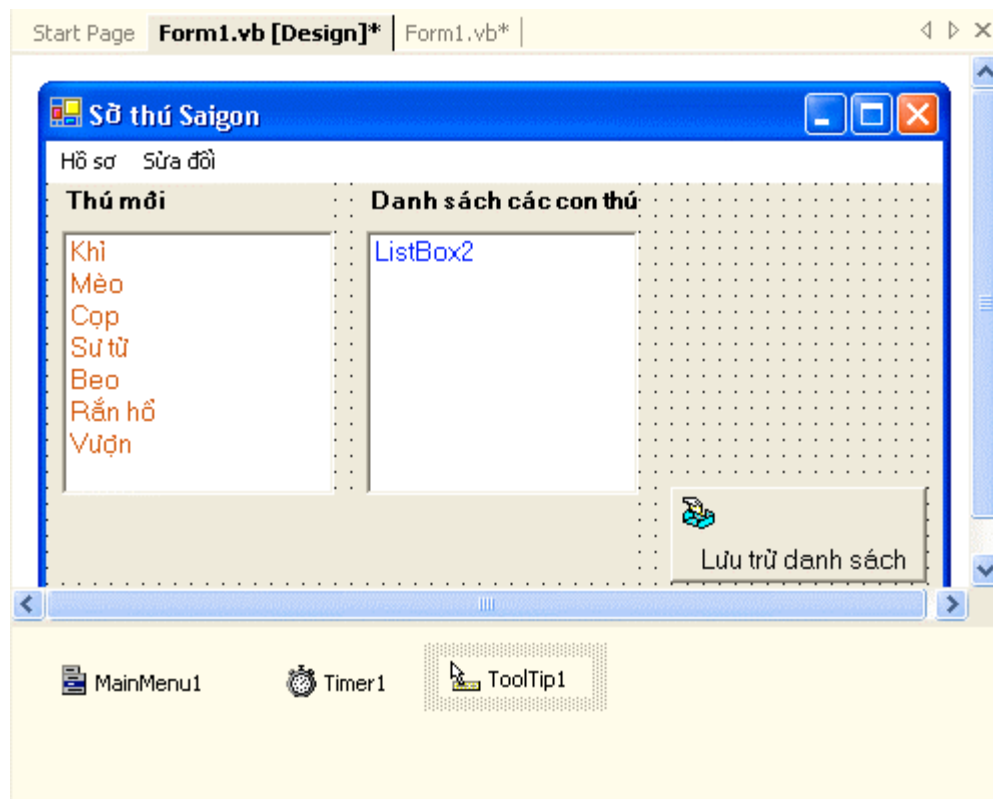 Start Page Form1.vb [Design]* Form1.vb*
Sờ thú Saigon
Hồ sơ Sửa đổi
Thú mới Danh sách các con thú
Khỉ ListBox2
Mèo
Cọp
Sư tử
Beo
Rắn hổ
Vượn
Lưu trữ danh sách
MainMenu1 Timer1 ToolTip1